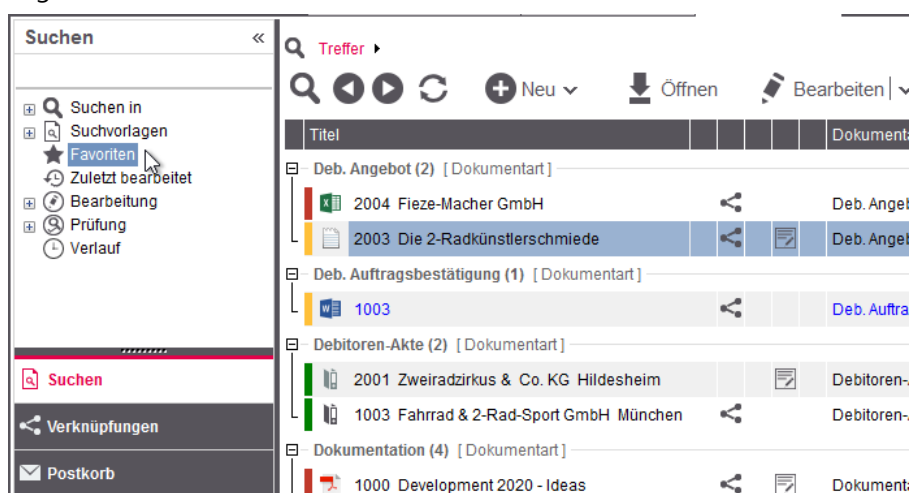 Suchen «
Suchen in
Suchvorlagen
Favoriten
Zuletzt bearbeitet
Bearbeitung
Prüfung
Verlauf
Suchen
Verknüpfungen
Postkorb
Treffer
Neu
Öffnen
Bearbeiten
Titel Dokumenta
Deb. Angebot (2) [Dokumentart]
2004 Fieze-Macher GmbH Deb. Angeb
2003 Die 2-Radkünstlerschmiede Deb. Angeb
Deb. Auftragsbestätigung (1) [Dokumentart]
1003 Deb. Auftra
Debitoren-Akte (2) [Dokumentart]
2001 Zweiradzirkus & Co. KG Hildesheim Debitoren-
1003 Fahrrad & 2-Rad-Sport GmbH München Debitoren-
Dokumentation (4) [Dokumentart]
1000 Development 2020 - Ideas Dokumenta